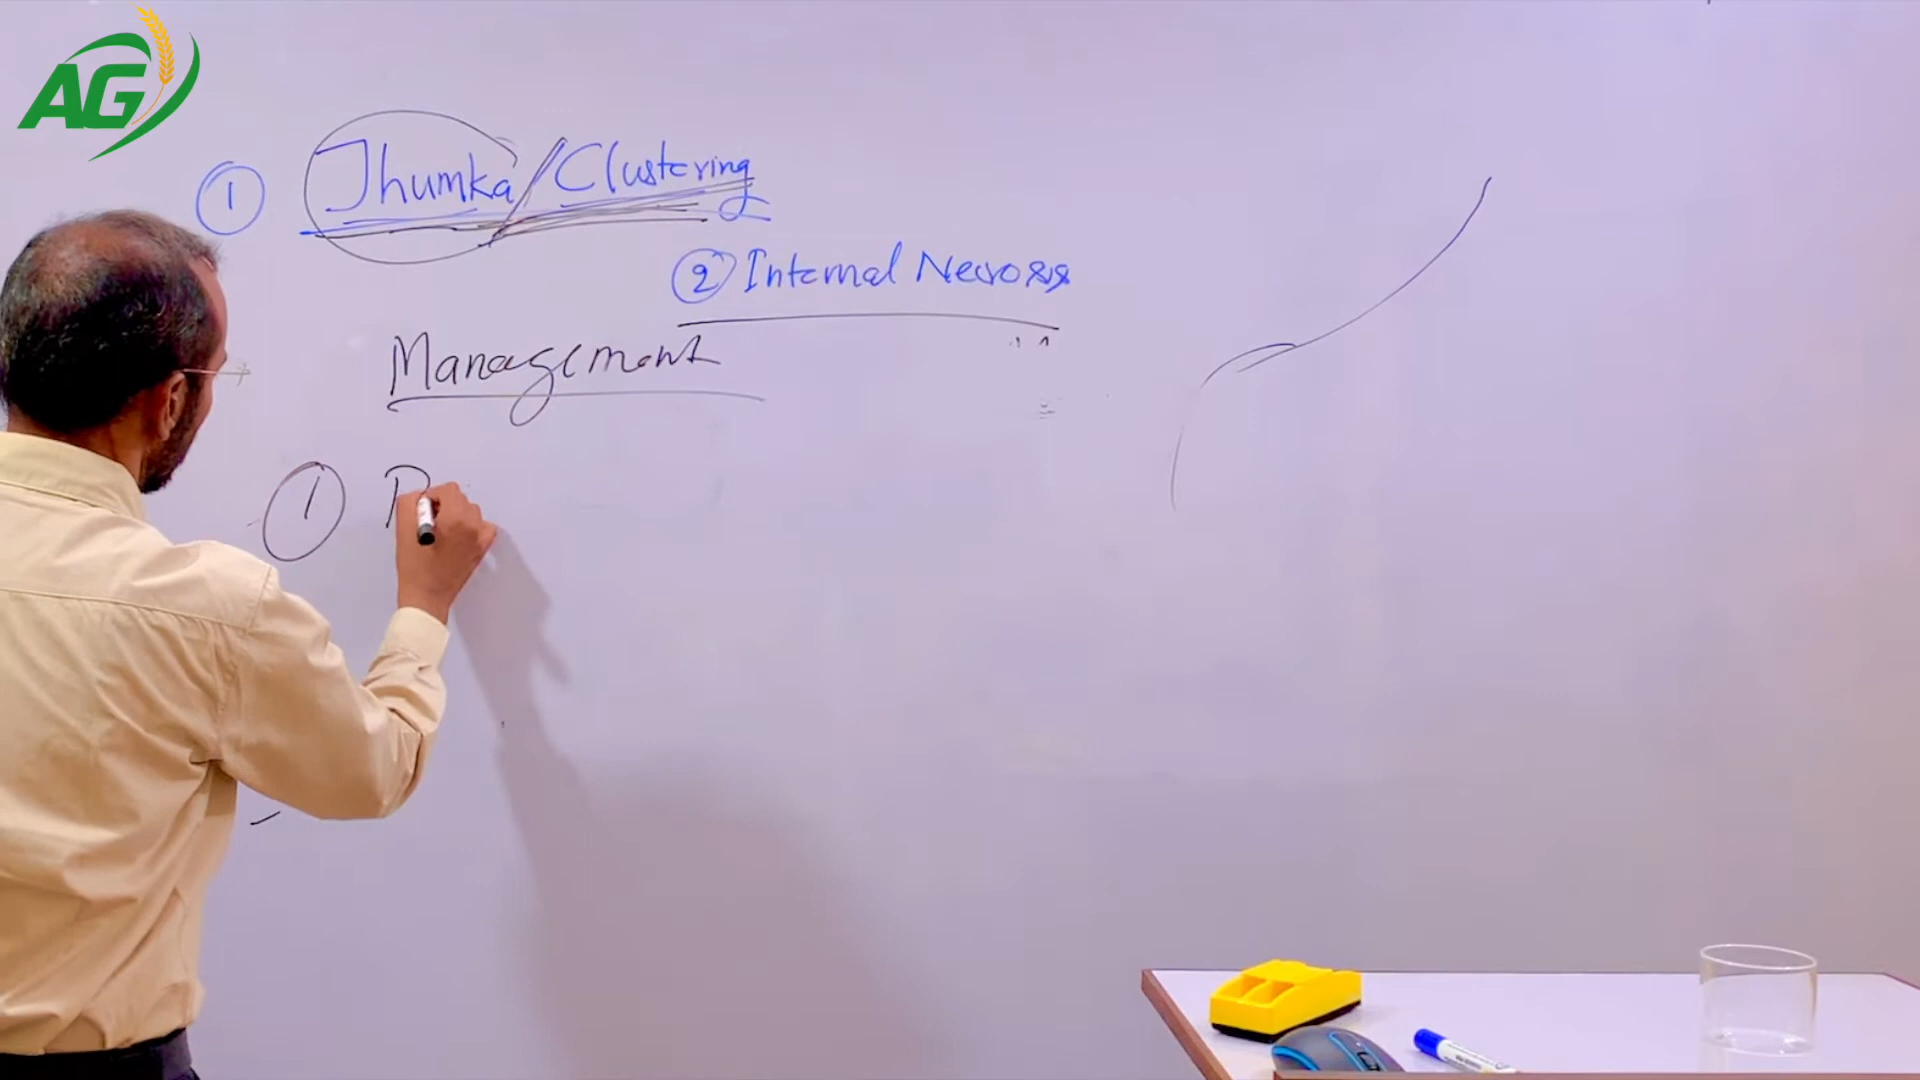 AG
① Jhumka/Clustering
② Internal Necrosis
Management
① P